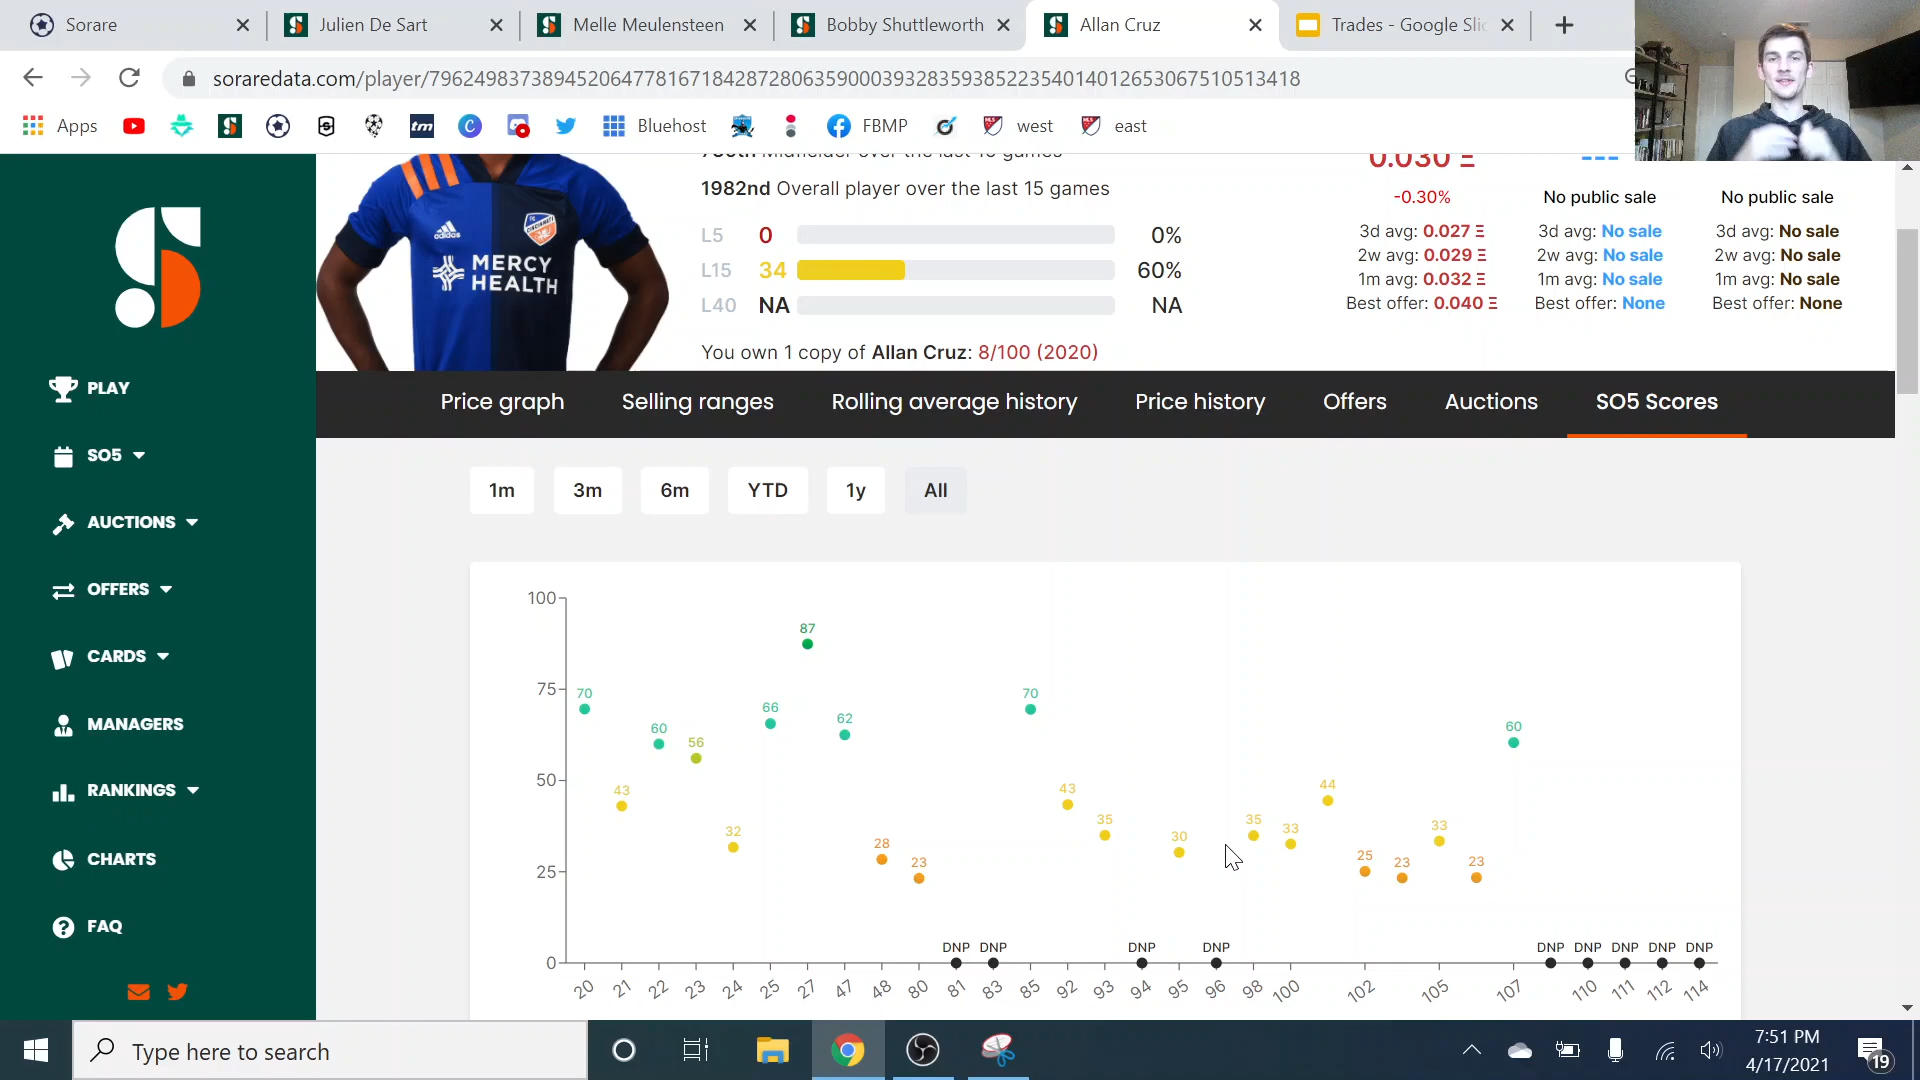 Sorare
Julien De Sart
Melle Meulensteen
Bobby Shuttleworth
Allan Cruz
Trades - Google Slid
soraredata.com/player/79624983738945206477816718428728063590003932835938522354014012653067510513418
Apps
tm
Bluehost
FBMP
west
east
1982nd Overall player over the last 15 games
L5 0 0%
L15 34 60%
L40 NA NA
You own 1 copy of Allan Cruz: 8/100 (2020)
adidas
MERCY
HEALTH
0.030 Ξ
---
-0.30%
No public sale
No public sale
3d avg: 0.027 Ξ
3d avg: No sale
3d avg: No sale
2w avg: 0.029 Ξ
2w avg: No sale
2w avg: No sale
1m avg: 0.032 Ξ
1m avg: No sale
1m avg: No sale
Best offer: 0.040 Ξ
Best offer: None
Best offer: None
Price graph
Selling ranges
Rolling average history
Price history
Offers
Auctions
SO5 Scores
PLAY
SO5
AUCTIONS
OFFERS
CARDS
MANAGERS
RANKINGS
CHARTS
FAQ
1m
3m
6m
YTD
1y
All
100
75
50
25
0
70
43
60
56
32
66
87
62
28
23
DNP
DNP
70
43
35
DNP
30
DNP
35
33
44
25
23
33
23
60
DNP
DNP
DNP
DNP
DNP
20
21
22
23
24
25
27
47
48
80
81
83
85
92
93
94
95
96
98
100
102
105
107
110
111
112
114
Type here to search
7:51 PM
4/17/2021
19